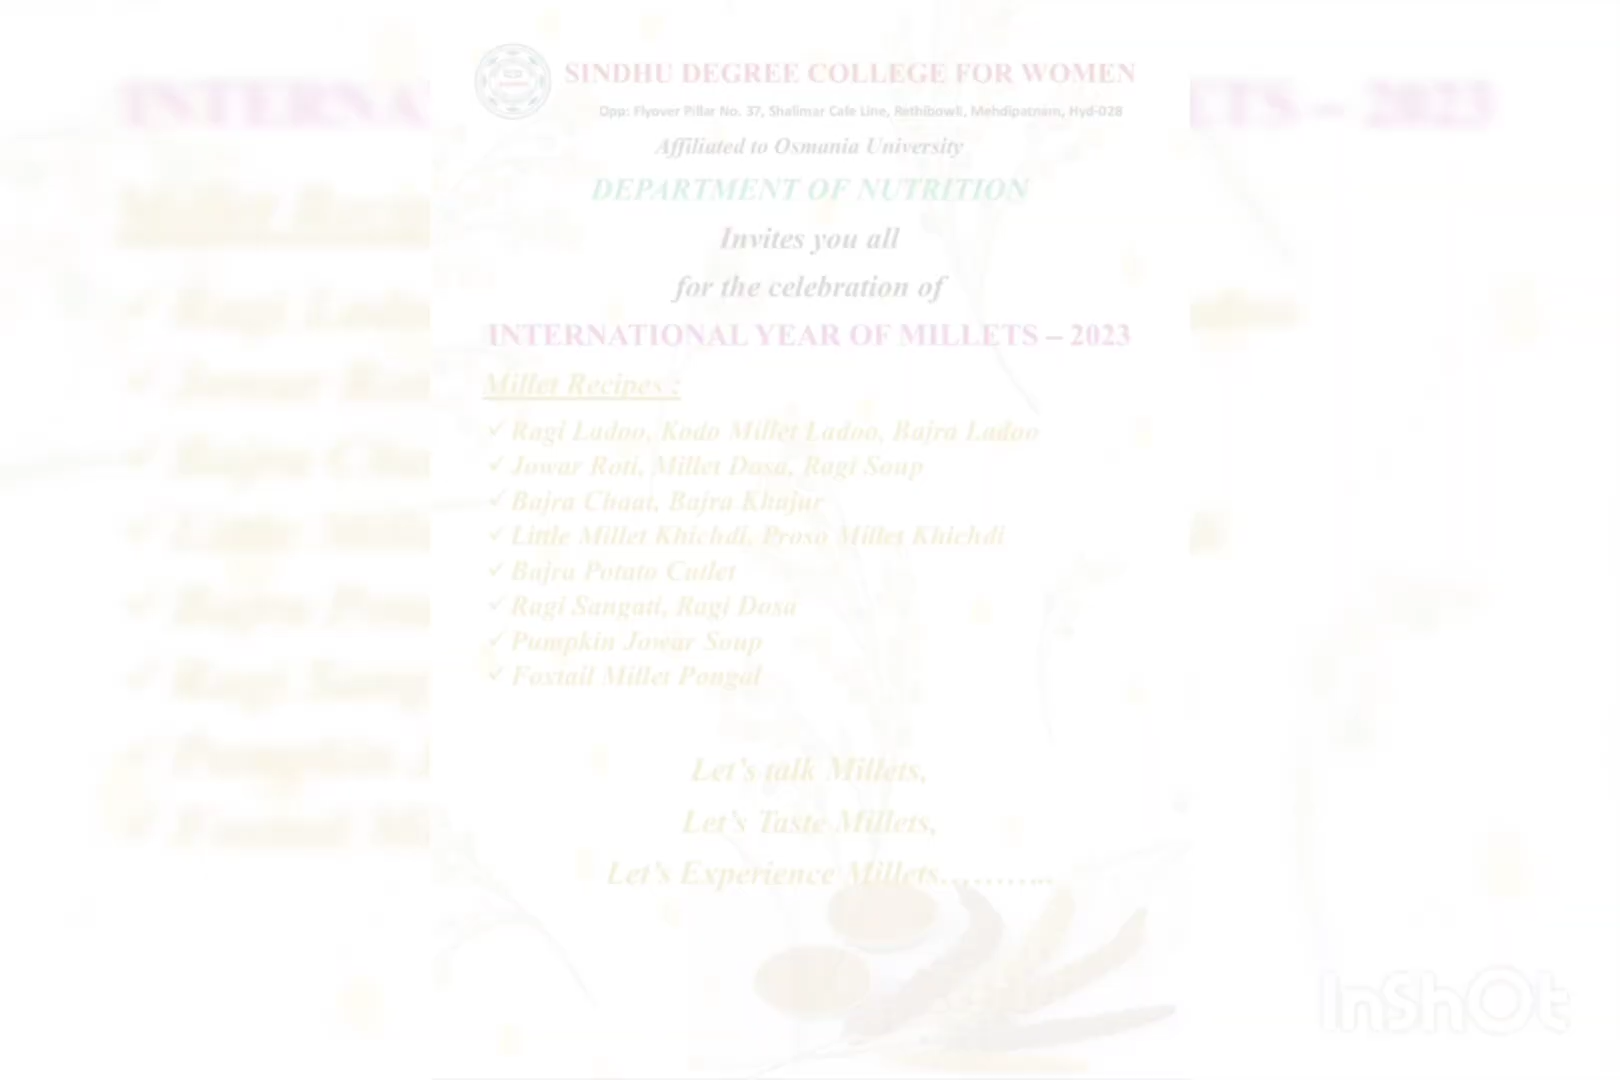 SINDHU DEGREE COLLEGE FOR WOMEN
Opp: Flyover Pillar No. 37, Shalimar Cafe Line, Rethibowli, Mehdipatnam, Hyd-028
Affiliated to Osmania University
DEPARTMENT OF NUTRITION
Invites you all
for the celebration of
INTERNATIONAL YEAR OF MILLETS – 2023
Millet Recipes :
✓ Ragi Ladoo, Kodo Millet Ladoo, Bajra Ladoo
✓ Jowar Roti, Millet Dosa, Ragi Soup
✓ Bajra Chaat, Bajra Khajur
✓ Little Millet Khichdi, Proso Millet Khichdi
✓ Bajra Potato Cutlet
✓ Ragi Sangati, Ragi Dosa
✓ Pumpkin Jowar Soup
✓ Foxtail Millet Pongal
Let’s talk Millets,
Let’s Taste Millets,
Let’s Experience Millets………..
InShOt